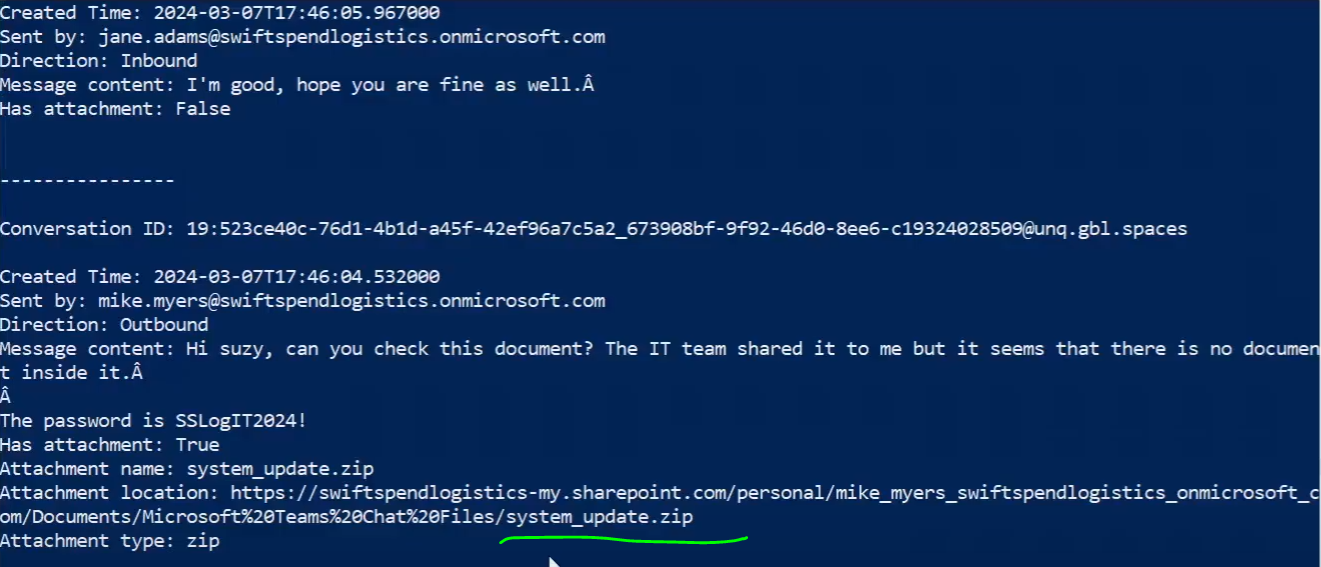 Created Time: 2024-03-07T17:46:05.967000
Sent by: jane.adams@swiftspendlogistics.onmicrosoft.com
Direction: Inbound
Message content: I'm good, hope you are fine as well.Â
Has attachment: False
----------------
Conversation ID: 19:523ce40c-76d1-4b1d-a45f-42ef96a7c5a2_673908bf-9f92-46d0-8ee6-c19324028509@unq.gbl.spaces
Created Time: 2024-03-07T17:46:04.532000
Sent by: mike.myers@swiftspendlogistics.onmicrosoft.com
Direction: Outbound
Message content: Hi suzy, can you check this document? The IT team shared it to me but it seems that there is no documen
t inside it.Â
Â
The password is SSLogIT2024!
Has attachment: True
Attachment name: system_update.zip
Attachment location: https://swiftspendlogistics-my.sharepoint.com/personal/mike_myers_swiftspendlogistics_onmicrosoft_c
om/Documents/Microsoft%20Teams%20Chat%20Files/system_update.zip
Attachment type: zip